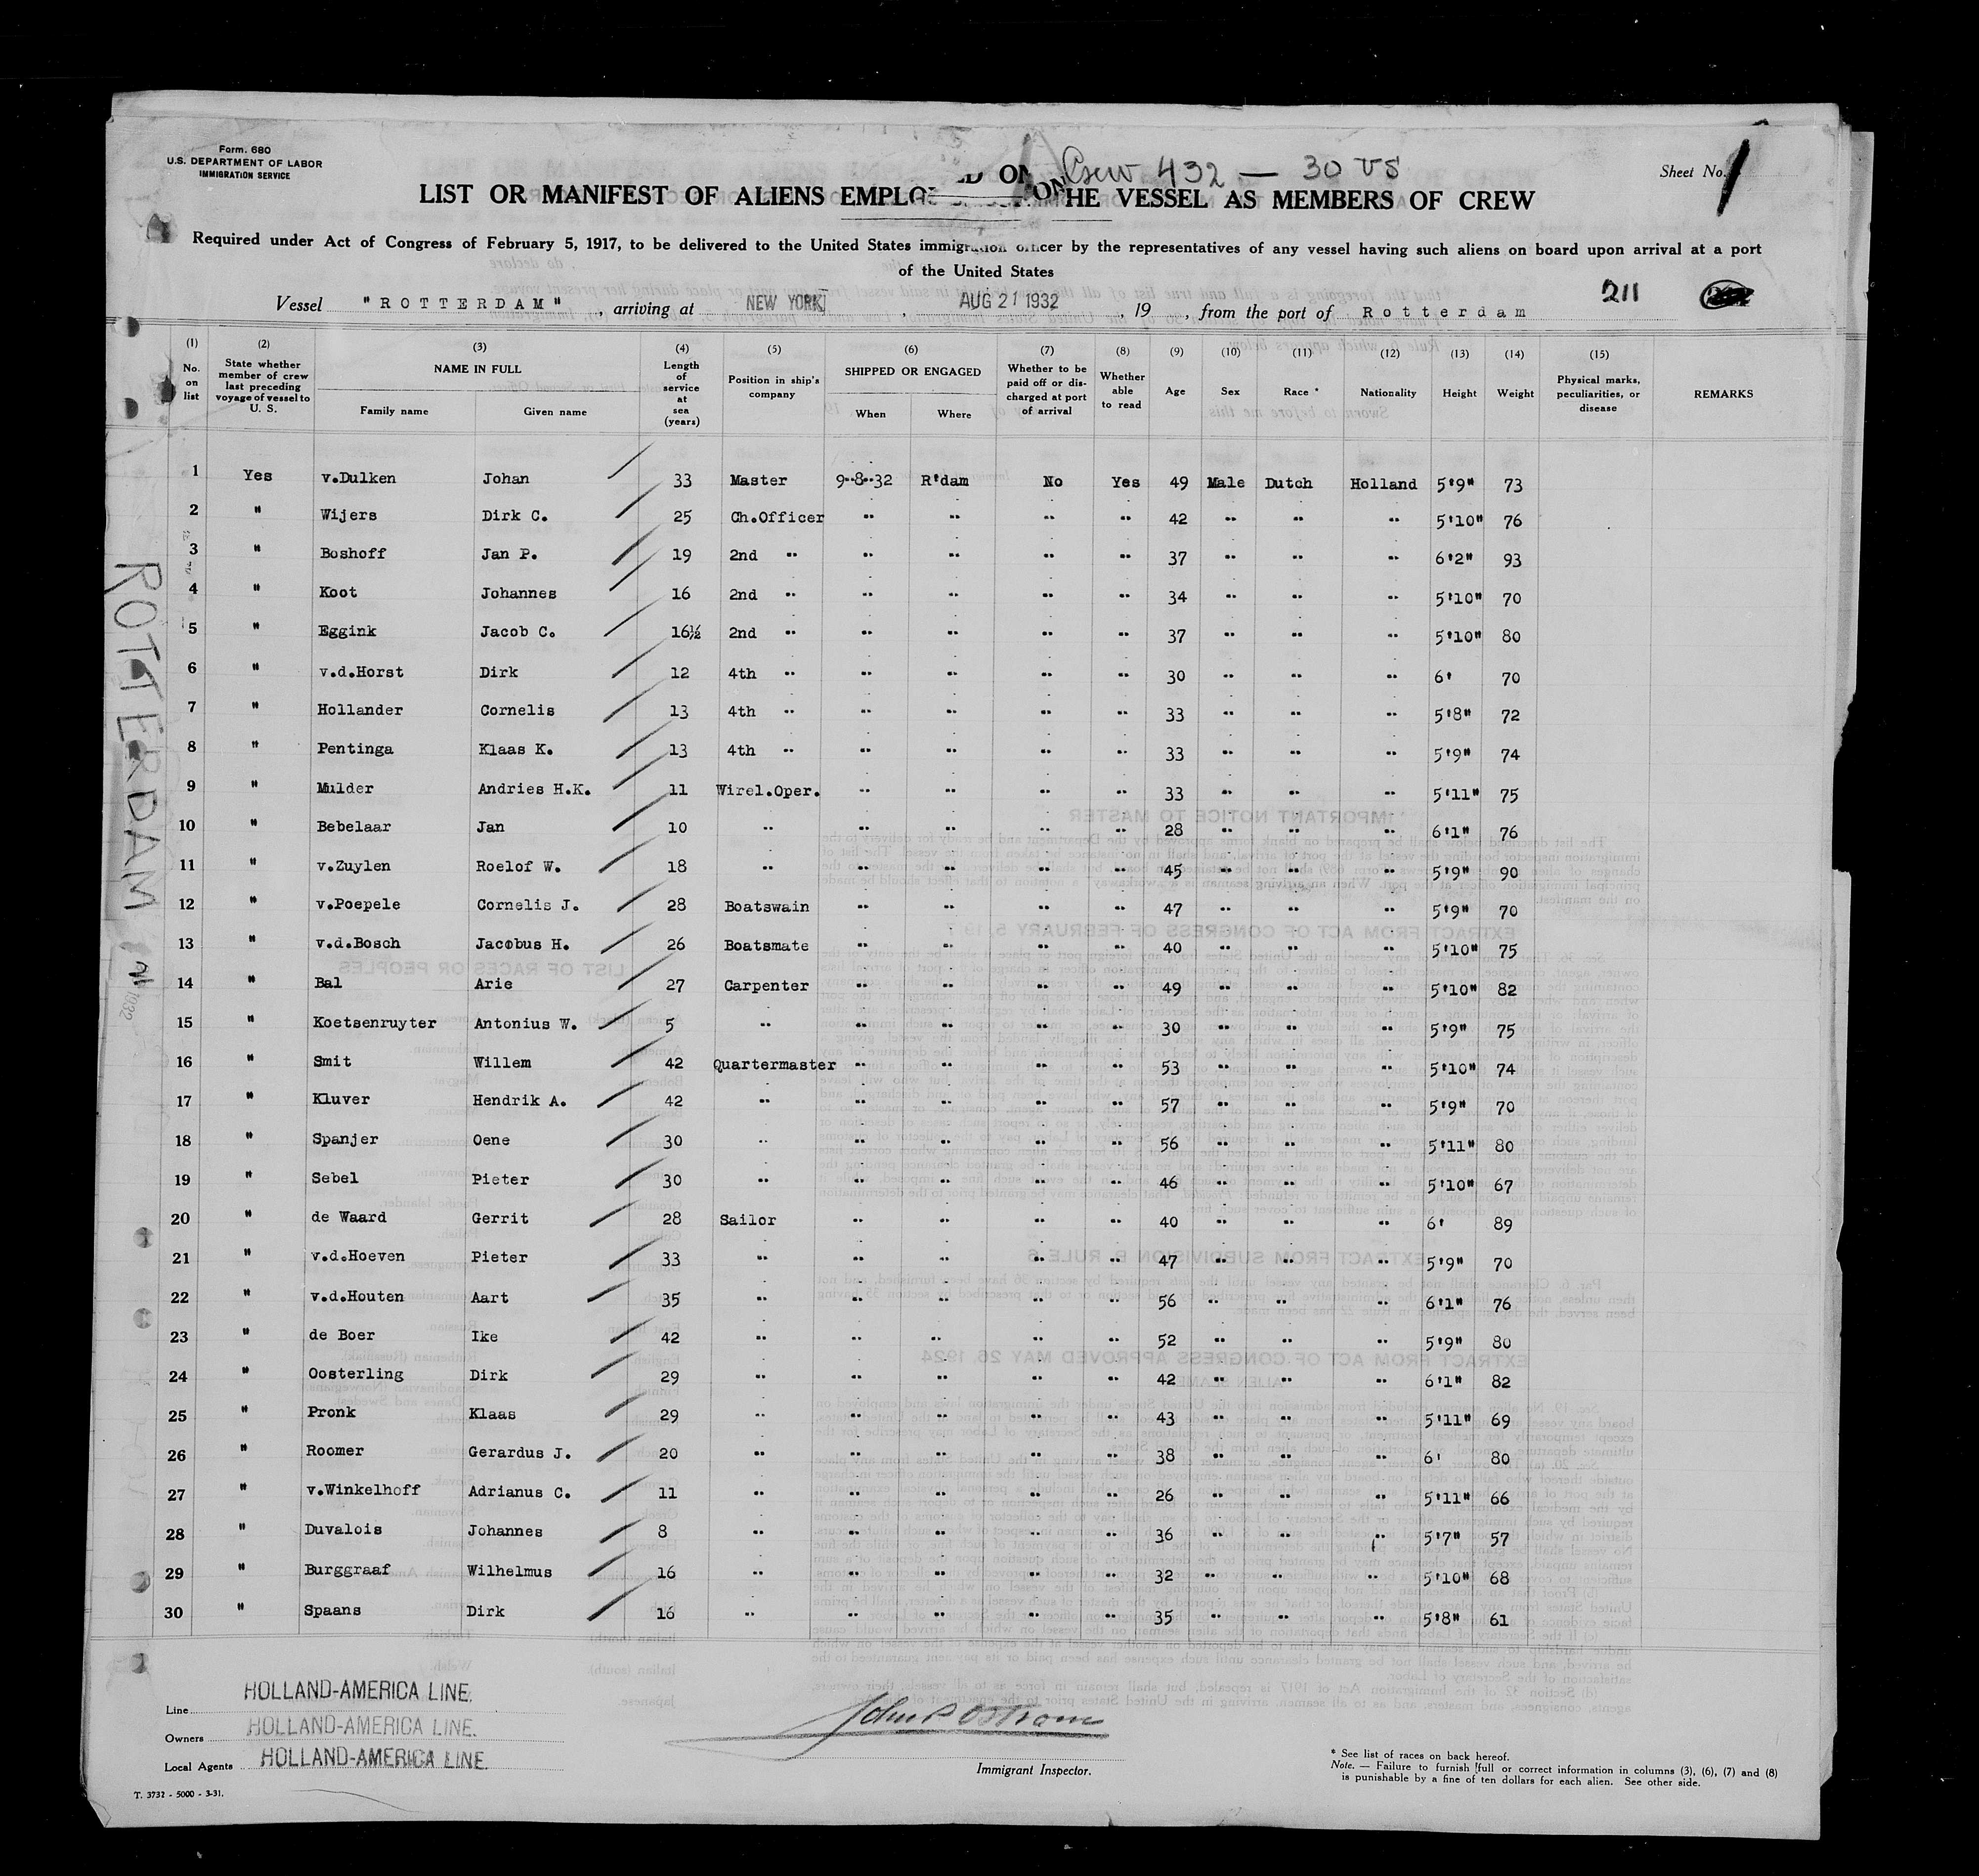 Form. 680
U.S. DEPARTMENT OF LABOR
IMMIGRATION SERVICE
Crew 432 — 30 US
Sheet No. 1
LIST OR MANIFEST OF ALIENS EMPLO ON THE VESSEL AS MEMBERS OF CREW
Required under Act of Congress of February 5, 1917, to be delivered to the United States immigration officer by the representatives of any vessel having such aliens on board upon arrival at a port
of the United States
Vessel "ROTTERDAM", arriving at NEW YORK, AUG 21 1932, 19 , from the port of Rotterdam 211
(1) (2) (3) (4) (5) (6) (7) (8) (9) (10) (11) (12) (13) (14) (15)
No. on list State whether member of crew last preceding voyage of vessel to U. S. NAME IN FULL Family name Given name Length of service at sea (years) Position in ship's company SHIPPED OR ENGAGED When Where Whether to be paid off or discharged at port of arrival Whether able to read Age Sex Race * Nationality Height Weight Physical marks, peculiarities, or disease REMARKS
1 Yes v.Dulken Johan 33 Master 9-8-32 R'dam No Yes 49 Male Dutch Holland 5'9" 73
2 " Wijers Dirk C. 25 Ch.Officer " " " " 42 " " " 5'10" 76
3 " Boshoff Jan P. 19 2nd " " " " " 37 " " " 6'2" 93
4 " Koot Johannes 16 2nd " " " " " 34 " " " 5'10" 70
5 " Eggink Jacob C. 16½ 2nd " " " " " 37 " " " 5'10" 80
6 " v.d.Horst Dirk 12 4th " " " " " 30 " " " 6' 70
7 " Hollander Cornelis 13 4th " " " " " 33 " " " 5'8" 72
8 " Pentinga Klaas K. 13 4th " " " " " 33 " " " 5'9" 74
9 " Mulder Andries H.K. 11 Wirel.Oper. " " " " 33 " " " 5'11" 75
10 " Bebelaar Jan 10 " " " " " 28 " " " 6'1" 76
11 " v.Zuylen Roelof W. 18 " " " " " 45 " " " 5'9" 90
12 " v.Poepele Cornelis J. 28 Boatswain " " " " 47 " " " 5'9" 70
13 " v.d.Bosch Jacobus H. 26 Boatsmate " " " " 40 " " " 5'10" 75
14 " Bal Arie 27 Carpenter " " " " 49 " " " 5'10" 82
15 " Koetsenruyter Antonius W. 5 " " " " " 30 " " " 5'9" 75
16 " Smit Willem 42 Quartermaster " " " " 53 " " " 5'10" 74
17 " Kluver Hendrik A. 42 " " " " " 57 " " " 5'9" 70
18 " Spanjer Oene 30 " " " " " 56 " " " 5'11" 80
19 " Sebel Pieter 30 " " " " " 46 " " " 5'10" 67
20 " de Waard Gerrit 28 Sailor " " " " 40 " " " 6' 89
21 " v.d.Hoeven Pieter 33 " " " " " 47 " " " 5'9" 70
22 " v.d.Houten Aart 35 " " " " " 56 " " " 6'1" 76
23 " de Boer Ike 42 " " " " " 52 " " " 5'9" 80
24 " Oosterling Dirk 29 " " " " " 42 " " " 6'1" 82
25 " Pronk Klaas 29 " " " " " 43 " " " 5'11" 69
26 " Roomer Gerardus J. 20 " " " " " 38 " " " 6' 80
27 " v.Winkelhoff Adrianus C. 11 " " " " " 26 " " " 5'11" 66
28 " Duvalois Johannes 8 " " " " " 36 " " " 5'7" 57
29 " Burggraaf Wilhelmus 16 " " " " " 32 " " " 5'10" 68
30 " Spaans Dirk 16 " " " " " 35 " " " 5'8" 61
ROTTERDAM
Line HOLLAND-AMERICA LINE.
Owners HOLLAND-AMERICA LINE.
Local Agents HOLLAND-AMERICA LINE.
John P Ostrom
Immigrant Inspector.
* See list of races on back hereof.
Note. — Failure to furnish full or correct information in columns (3), (6), (7) and (8)
is punishable by a fine of ten dollars for each alien. See other side.
T. 3732 - 5000 - 3-31.